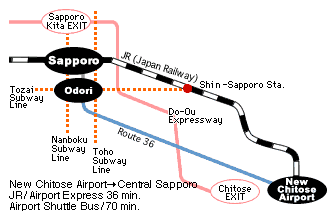 Sapporo
Kita EXIT
JR (Japan Railway)
Sapporo
Shin-Sapporo Sta.
Odori
Tozai
Subway
Line
Do-Ou
Expressway
Route 36
Nanboku
Subway
Line
Toho
Subway
Line
Chitose
EXIT
New
Chitose
Airport
New Chitose Airport→Central Sapporo
JR/Airport Express 36 min.
Airport Shuttle Bus/70 min.